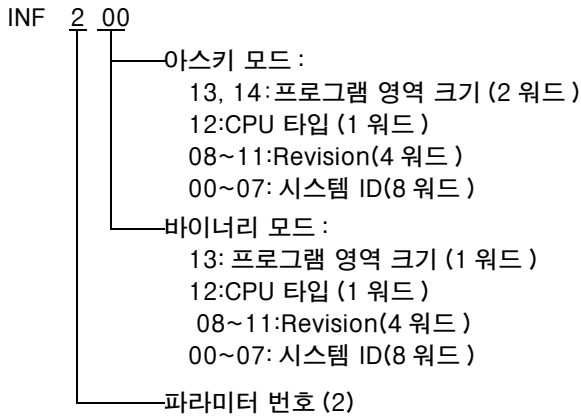 INF 2 00
아스키 모드 :
13, 14: 프로그램 영역 크기 (2 워드 )
12:CPU 타입 (1 워드 )
08~11:Revision(4 워드 )
00~07: 시스템 ID(8 워드 )
바이너리 모드 :
13: 프로그램 영역 크기 (1 워드 )
12:CPU 타입 (1 워드 )
08~11:Revision(4 워드 )
00~07: 시스템 ID(8 워드 )
파라미터 번호 (2)